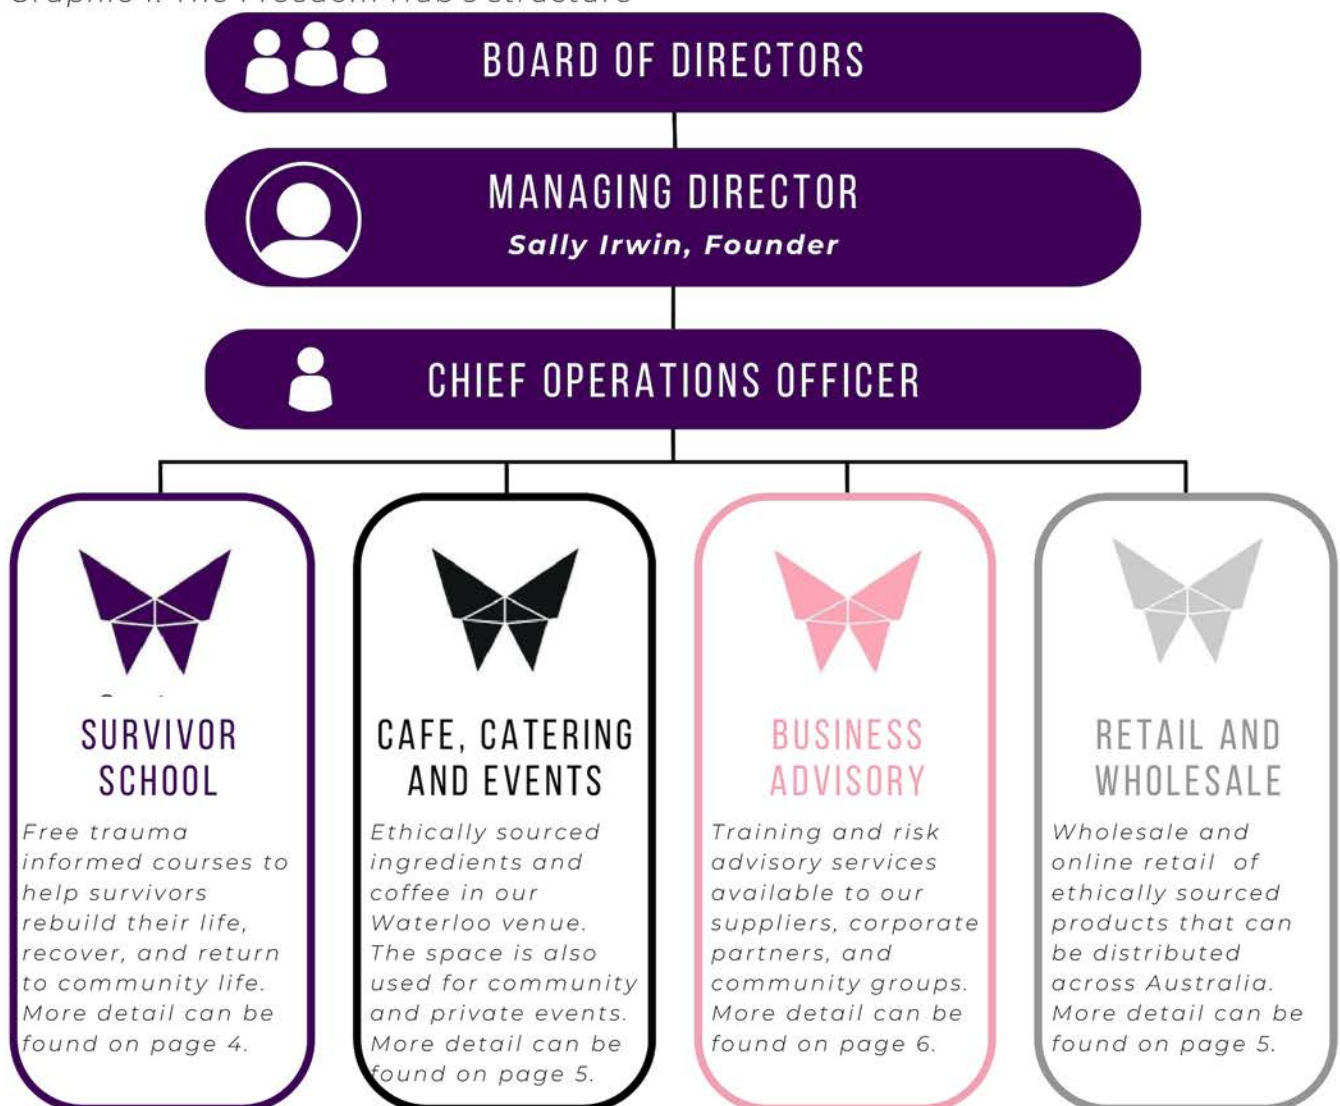 Graphic 1: The Freedom Hub's structure
BOARD OF DIRECTORS
MANAGING DIRECTOR
Sally Irwin, Founder
CHIEF OPERATIONS OFFICER
SURVIVOR
SCHOOL
Free trauma
informed courses to
help survivors
rebuild their life,
recover, and return
to community life.
More detail can be
found on page 4.
CAFE, CATERING
AND EVENTS
Ethically sourced
ingredients and
coffee in our
Waterloo venue.
The space is also
used for community
and private events.
More detail can be
found on page 5.
BUSINESS
ADVISORY
Training and risk
advisory services
available to our
suppliers, corporate
partners, and
community groups.
More detail can be
found on page 6.
RETAIL AND
WHOLESALE
Wholesale and
online retail of
ethically sourced
products that can
be distributed
across Australia.
More detail can be
found on page 5.